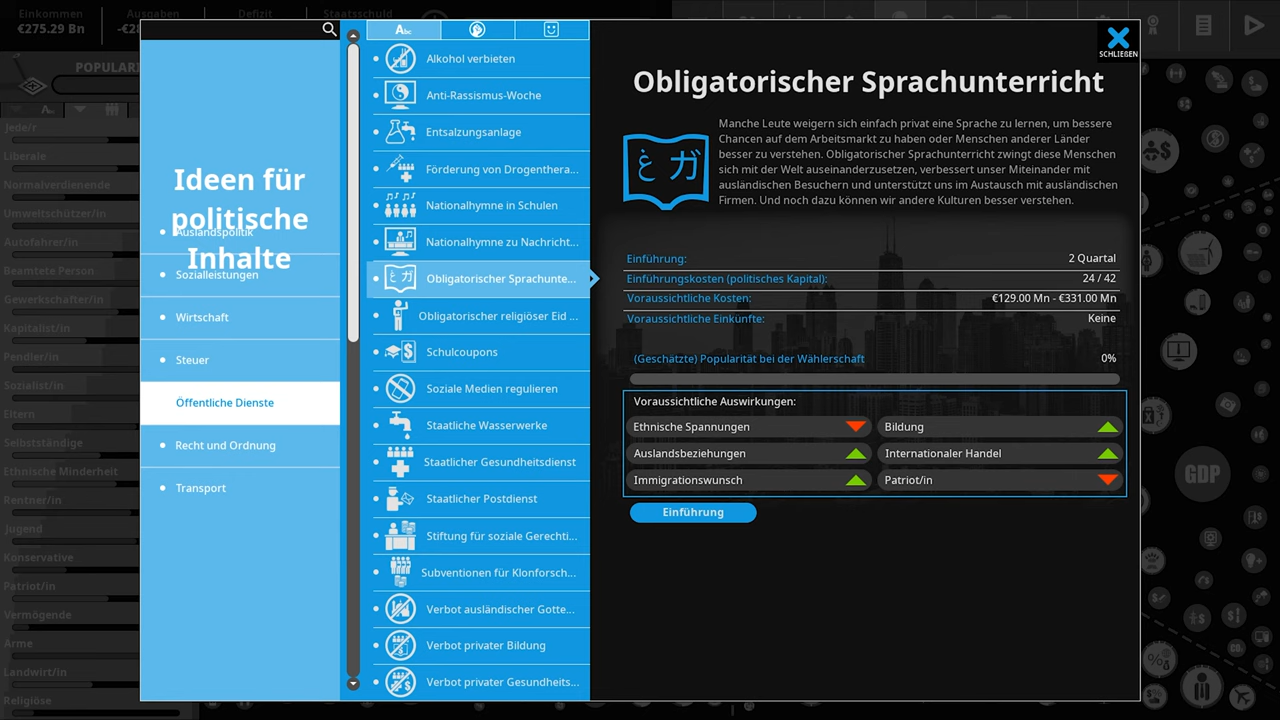 Einkommen
Ausgaben
Defizit
Staatsschuld
€275.29 Bn
POPULARI
Jede/r
Liberale
Normalverdienende
Umweltschützer/in
Autofahrer/in
Beamtete Person
Gewerkschafter/in
Kapitalist/in
Pendler/in
Sozialist/in
Eltern
Selbstständige
Ethnische Minderheit
Rentner/in
Jugend
Konservative
Patriot/in
Vermögende
Arme
Landwirt/in
Religiöse
Ideen für
politische
Inhalte
Auslandspolitik
Sozialleistungen
Wirtschaft
Steuer
Öffentliche Dienste
Recht und Ordnung
Transport
Abc
Alkohol verbieten
Anti-Rassismus-Woche
Entsalzungsanlage
Förderung von Drogenthera...
Nationalhymne in Schulen
Nationalhymne zu Nachricht...
Obligatorischer Sprachunte...
Obligatorischer religiöser Eid ...
Schulcoupons
Soziale Medien regulieren
Staatliche Wasserwerke
Staatlicher Gesundheitsdienst
Staatlicher Postdienst
Stiftung für soziale Gerechti...
Subventionen für Klonforsch...
Verbot ausländischer Gotte...
Verbot privater Bildung
Verbot privater Gesundheits...
SCHLIEẞEN
Obligatorischer Sprachunterricht
Manche Leute weigern sich einfach privat eine Sprache zu lernen, um bessere
Chancen auf dem Arbeitsmarkt zu haben oder Menschen anderer Länder
besser zu verstehen. Obligatorischer Sprachunterricht zwingt diese Menschen
sich mit der Welt auseinanderzusetzen, verbessert unser Miteinander mit
ausländischen Besuchern und unterstützt uns im Austausch mit ausländischen
Firmen. Und noch dazu können wir andere Kulturen besser verstehen.
غ ガ
Einführung: 2 Quartal
Einführungskosten (politisches Kapital): 24 / 42
Voraussichtliche Kosten: €129.00 Mn - €331.00 Mn
Voraussichtliche Einkünfte: Keine
(Geschätzte) Popularität bei der Wählerschaft 0%
Voraussichtliche Auswirkungen:
Ethnische Spannungen
Bildung
Auslandsbeziehungen
Internationaler Handel
Immigrationswunsch
Patriot/in
Einführung
GDP